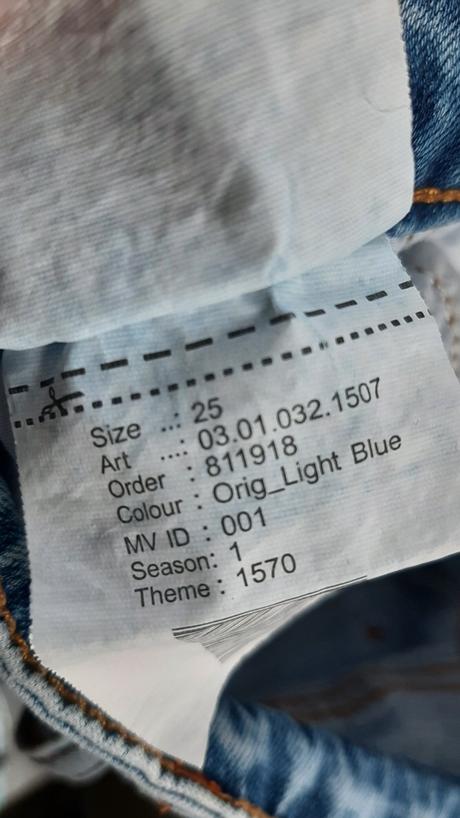 Size ..: 25
Art ....: 03.01.032.1507
Order : 811918
Colour : Orig_Light Blue
MV ID : 001
Season: 1
Theme : 1570